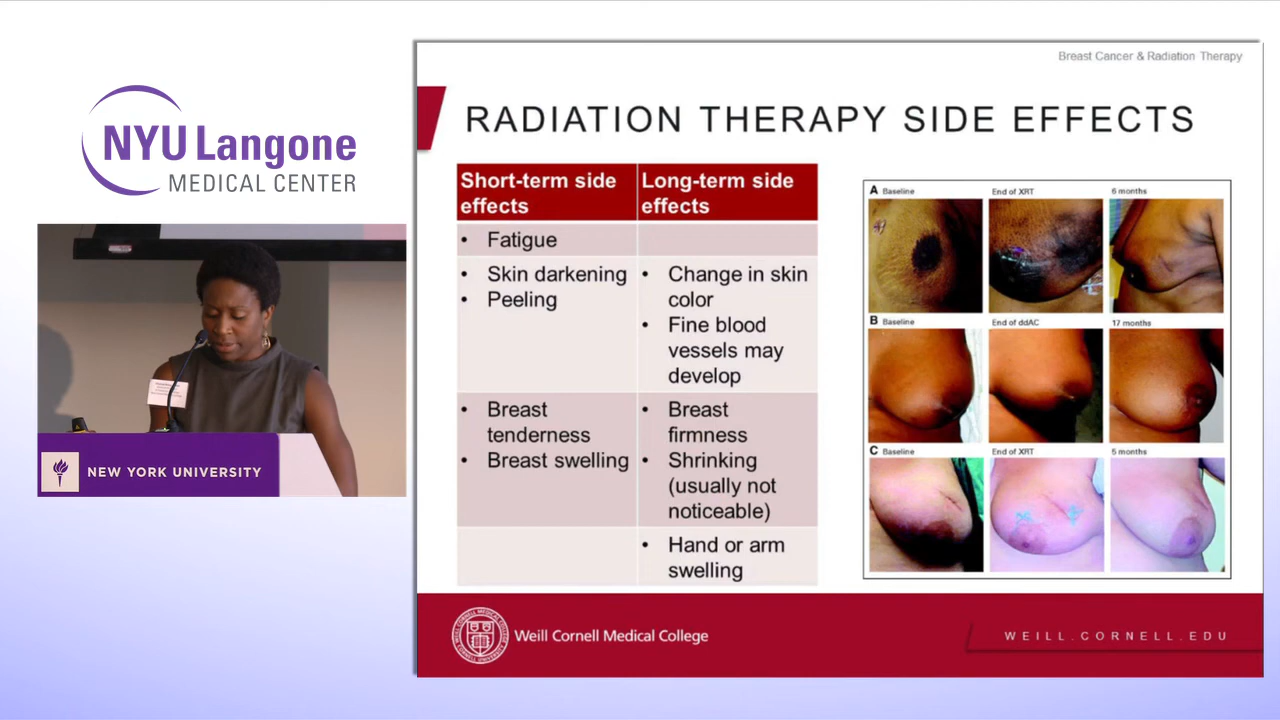 NYU Langone
MEDICAL CENTER
NEW YORK UNIVERSITY
Breast Cancer & Radiation Therapy
RADIATION THERAPY SIDE EFFECTS
Short-term side
effects
Long-term side
effects
• Fatigue
• Skin darkening
• Peeling
• Change in skin
color
• Fine blood
vessels may
develop
• Breast
tenderness
• Breast swelling
• Breast
firmness
• Shrinking
(usually not
noticeable)
• Hand or arm
swelling
A Baseline
End of XRT
6 months
B Baseline
End of ddAC
17 months
C Baseline
End of XRT
5 months
Weill Cornell Medical College
WEILL.CORNELL.EDU